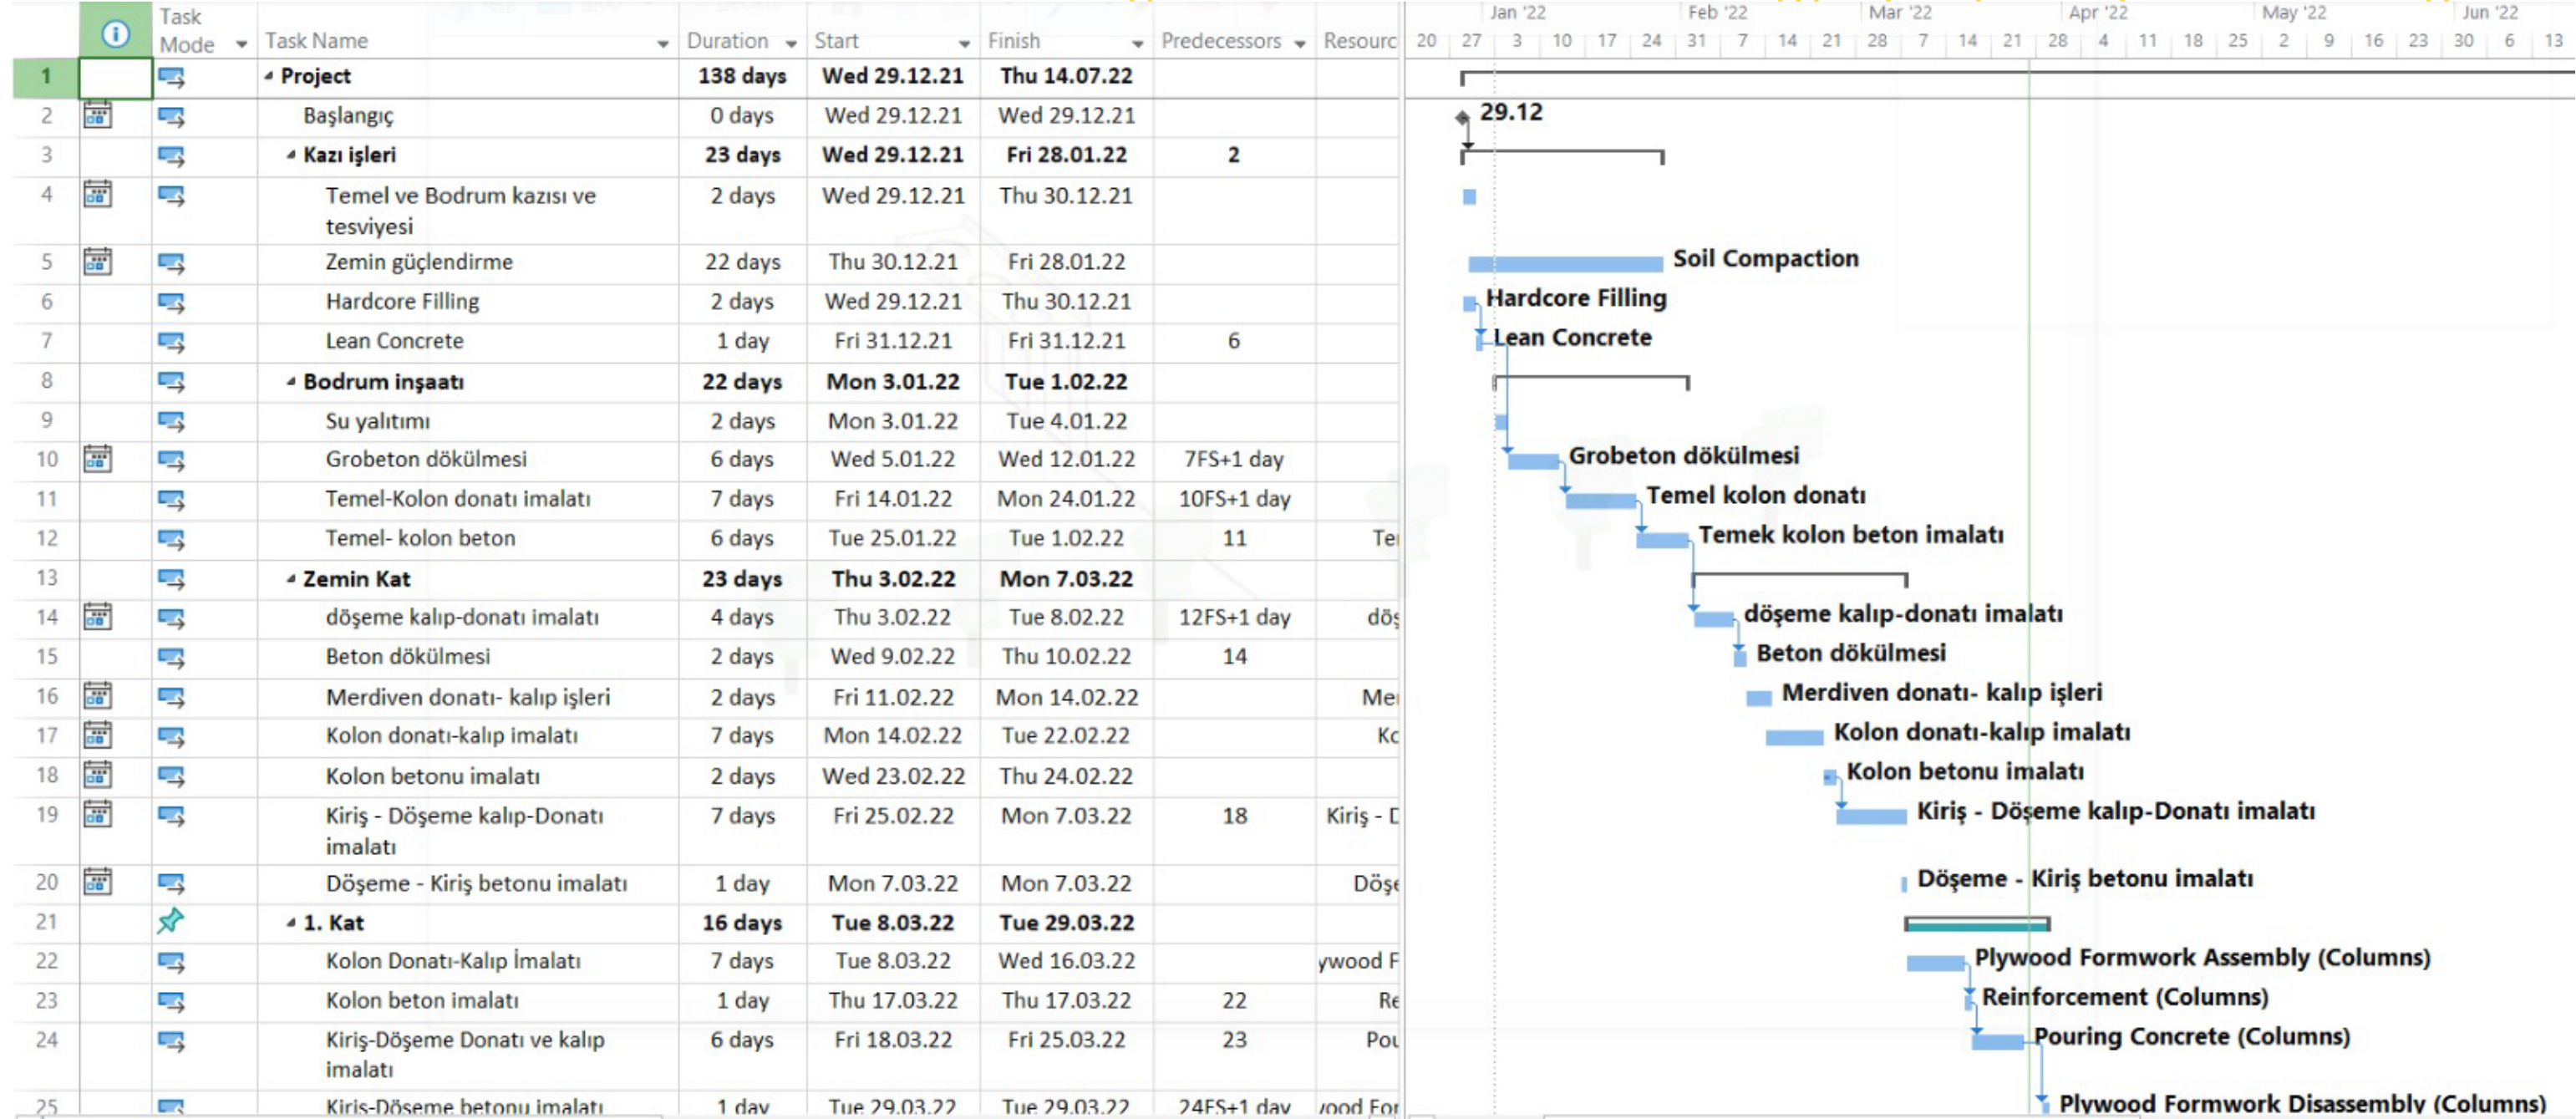 Task Mode Task Name Duration Start Finish Predecessors Resourc
1 Project 138 days Wed 29.12.21 Thu 14.07.22
2 Başlangıç 0 days Wed 29.12.21 Wed 29.12.21
3 Kazı işleri 23 days Wed 29.12.21 Fri 28.01.22 2
4 Temel ve Bodrum kazısı ve 2 days Wed 29.12.21 Thu 30.12.21
tesviyesi
5 Zemin güçlendirme 22 days Thu 30.12.21 Fri 28.01.22
6 Hardcore Filling 2 days Wed 29.12.21 Thu 30.12.21
7 Lean Concrete 1 day Fri 31.12.21 Fri 31.12.21 6
8 Bodrum inşaatı 22 days Mon 3.01.22 Tue 1.02.22
9 Su yalıtımı 2 days Mon 3.01.22 Tue 4.01.22
10 Grobeton dökülmesi 6 days Wed 5.01.22 Wed 12.01.22 7FS+1 day
11 Temel-Kolon donatı imalatı 7 days Fri 14.01.22 Mon 24.01.22 10FS+1 day
12 Temel- kolon beton 6 days Tue 25.01.22 Tue 1.02.22 11 Te
13 Zemin Kat 23 days Thu 3.02.22 Mon 7.03.22
14 döşeme kalıp-donatı imalatı 4 days Thu 3.02.22 Tue 8.02.22 12FS+1 day döş
15 Beton dökülmesi 2 days Wed 9.02.22 Thu 10.02.22 14
16 Merdiven donatı- kalıp işleri 2 days Fri 11.02.22 Mon 14.02.22 Me
17 Kolon donatı-kalıp imalatı 7 days Mon 14.02.22 Tue 22.02.22 Kc
18 Kolon betonu imalatı 2 days Wed 23.02.22 Thu 24.02.22
19 Kiriş - Döşeme kalıp-Donatı 7 days Fri 25.02.22 Mon 7.03.22 18 Kiriş - D
imalatı
20 Döşeme - Kiriş betonu imalatı 1 day Mon 7.03.22 Mon 7.03.22 Döşe
21 1. Kat 16 days Tue 8.03.22 Tue 29.03.22
22 Kolon Donatı-Kalıp İmalatı 7 days Tue 8.03.22 Wed 16.03.22 ywood F
23 Kolon beton imalatı 1 day Thu 17.03.22 Thu 17.03.22 22 Re
24 Kiriş-Döşeme Donatı ve kalıp 6 days Fri 18.03.22 Fri 25.03.22 23 Pou
imalatı
25 Kiriş-Döşeme betonu imalatı 1 day Tue 29.03.22 Tue 29.03.22 24FS+1 day wood For
Jan '22 Feb '22 Mar '22 Apr '22 May '22 Jun '22
20 27 3 10 17 24 31 7 14 21 28 7 14 21 28 4 11 18 25 2 9 16 23 30 6 13
29.12
Soil Compaction
Hardcore Filling
Lean Concrete
Grobeton dökülmesi
Temel kolon donatı
Temek kolon beton imalatı
döşeme kalıp-donatı imalatı
Beton dökülmesi
Merdiven donatı- kalıp işleri
Kolon donatı-kalıp imalatı
Kolon betonu imalatı
Kiriş - Döşeme kalıp-Donatı imalatı
Döşeme - Kiriş betonu imalatı
Plywood Formwork Assembly (Columns)
Reinforcement (Columns)
Pouring Concrete (Columns)
Plywood Formwork Disassembly (Columns)